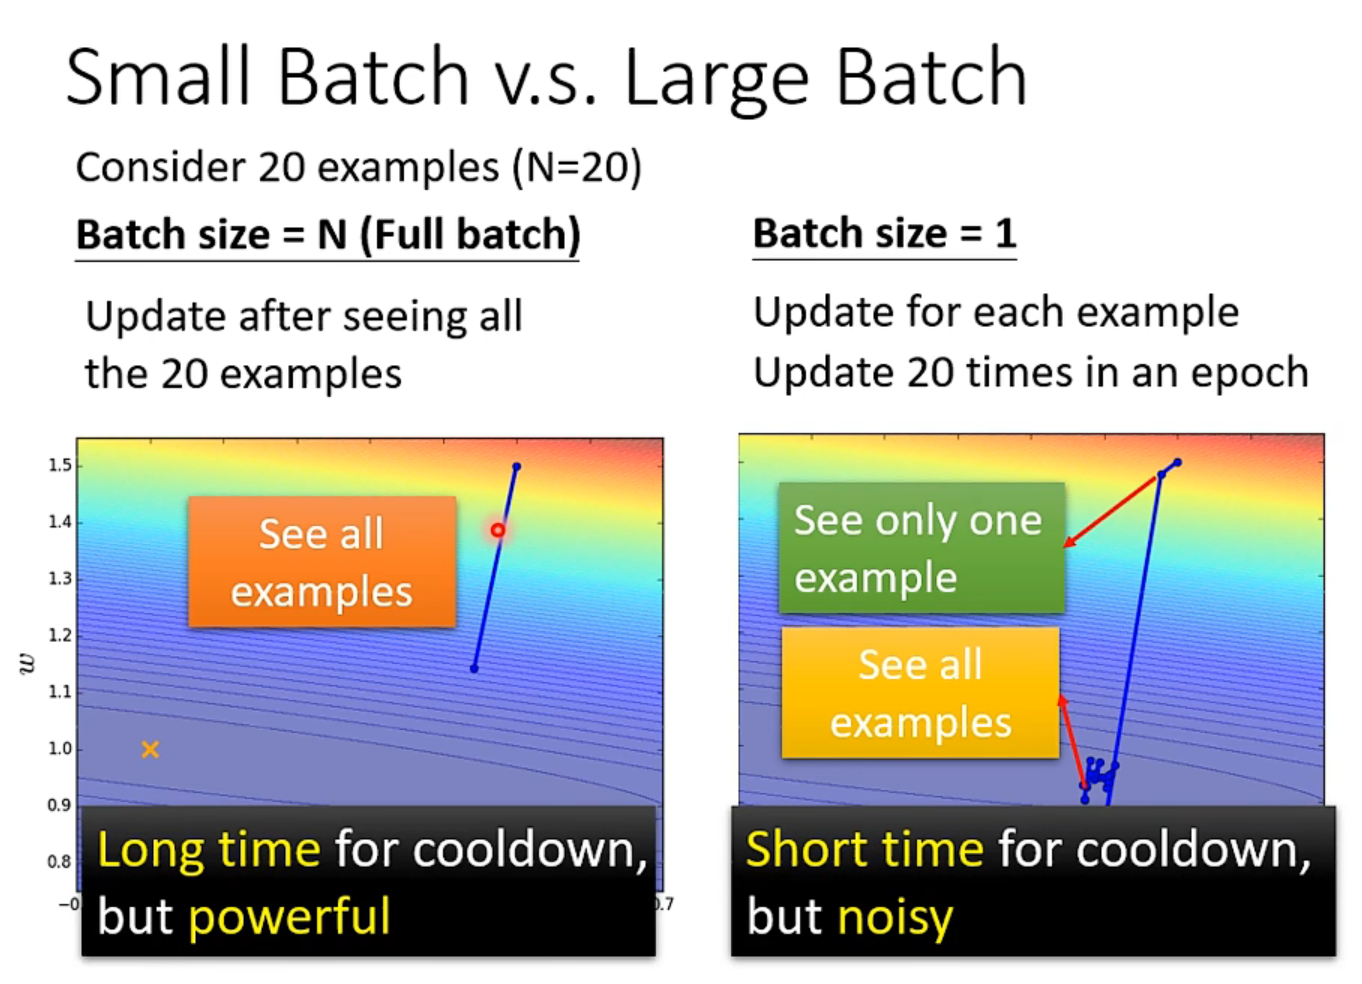 Small Batch v.s. Large Batch
Consider 20 examples (N=20)
Batch size = N (Full batch)
Update after seeing all
the 20 examples
1.5
1.4
1.3
1.2
1.1
1.0
0.9
0.8
w
See all
examples
Long time for cooldown,
but powerful
Batch size = 1
Update for each example
Update 20 times in an epoch
See only one
example
See all
examples
Short time for cooldown,
but noisy